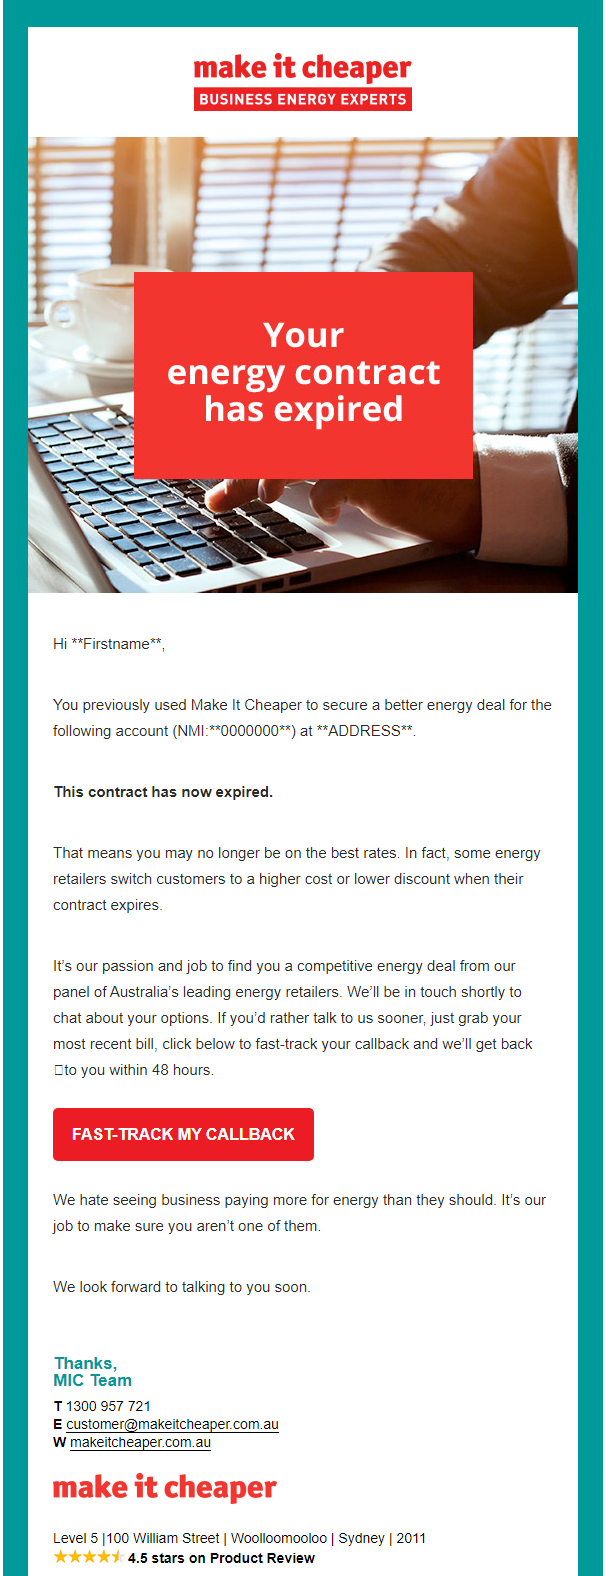 make it cheaper
BUSINESS ENERGY EXPERTS
Your
energy contract
has expired
Hi **Firstname**,
You previously used Make It Cheaper to secure a better energy deal for the
following account (NMI:**0000000**) at **ADDRESS**.
This contract has now expired.
That means you may no longer be on the best rates. In fact, some energy
retailers switch customers to a higher cost or lower discount when their
contract expires.
It’s our passion and job to find you a competitive energy deal from our
panel of Australia’s leading energy retailers. We’ll be in touch shortly to
chat about your options. If you’d rather talk to us sooner, just grab your
most recent bill, click below to fast-track your callback and we’ll get back
to you within 48 hours.
FAST-TRACK MY CALLBACK
We hate seeing business paying more for energy than they should. It’s our
job to make sure you aren’t one of them.
We look forward to talking to you soon.
Thanks,
MIC Team
T 1300 957 721
E customer@makeitcheaper.com.au
W makeitcheaper.com.au
make it cheaper
Level 5 |100 William Street | Woolloomooloo | Sydney | 2011
4.5 stars on Product Review